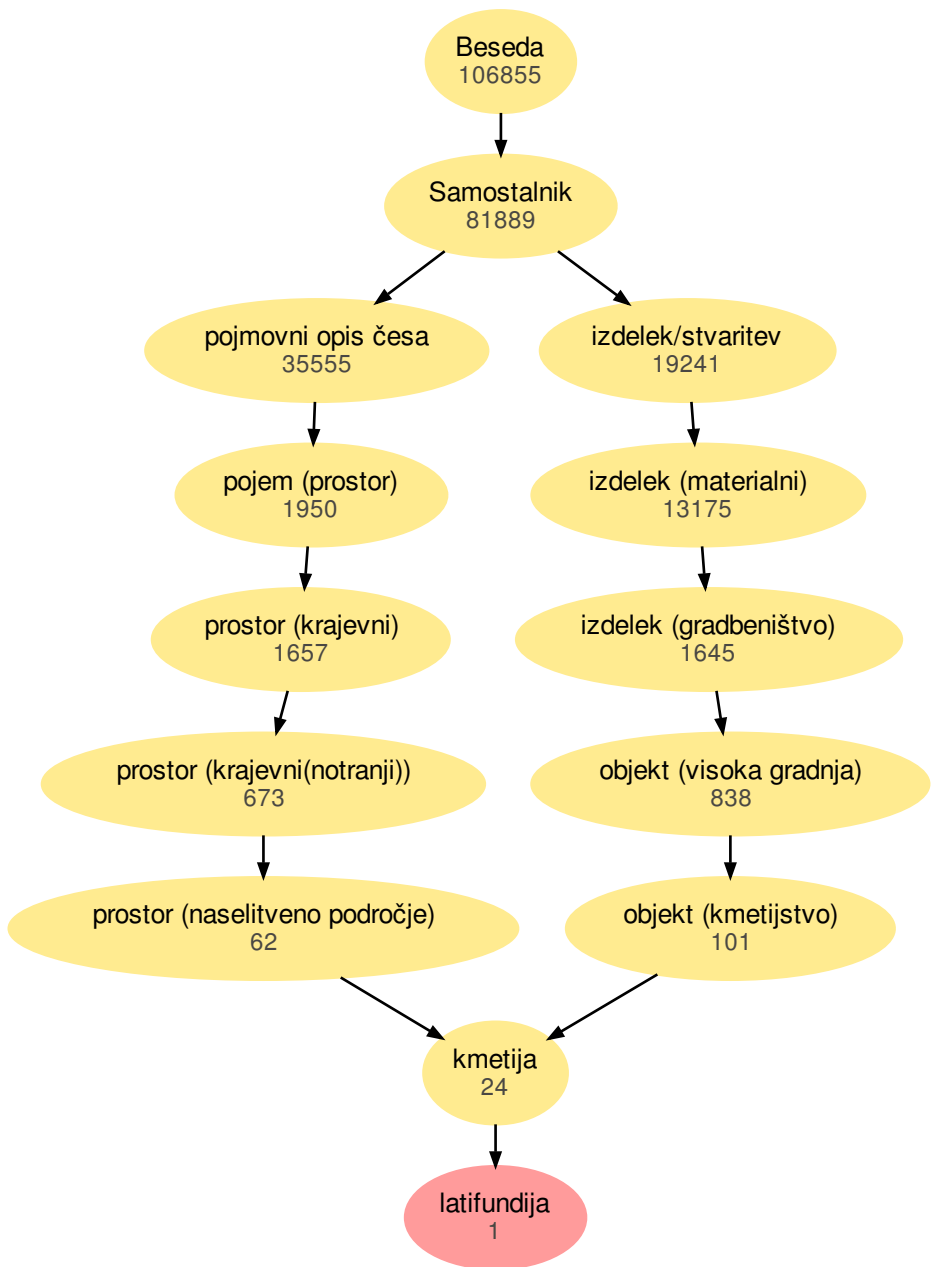 Beseda
106855
Samostalnik
81889
pojmovni opis česa
35555
izdelek/stvaritev
19241
pojem (prostor)
1950
izdelek (materialni)
13175
prostor (krajevni)
1657
izdelek (gradbeništvo)
1645
prostor (krajevni(notranji))
673
objekt (visoka gradnja)
838
prostor (naselitveno področje)
62
objekt (kmetijstvo)
101
kmetija
24
latifundija
1